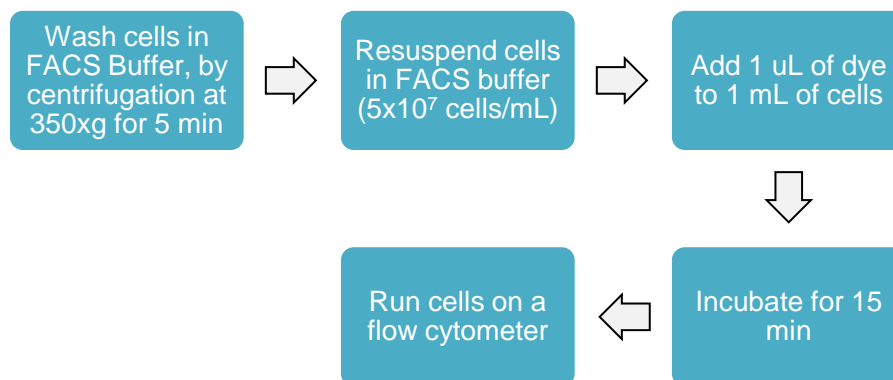 Wash cells in
FACS Buffer, by
centrifugation at
350xg for 5 min
Resuspend cells
in FACS buffer
(5x10⁷ cells/mL)
Add 1 uL of dye
to 1 mL of cells
Incubate for 15
min
Run cells on a
flow cytometer